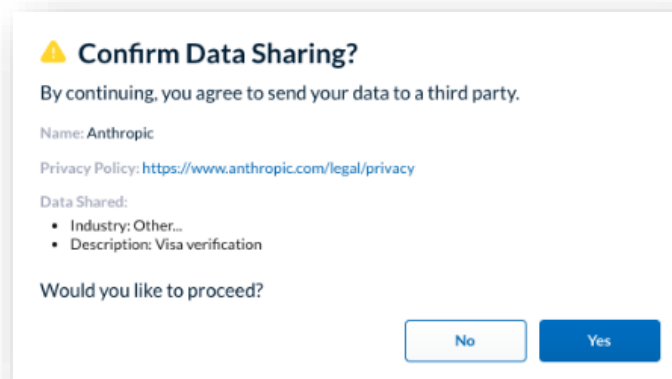 Confirm Data Sharing?
By continuing, you agree to send your data to a third party.
Name: Anthropic
Privacy Policy: https://www.anthropic.com/legal/privacy
Data Shared:
• Industry: Other...
• Description: Visa verification
Would you like to proceed?
No
Yes